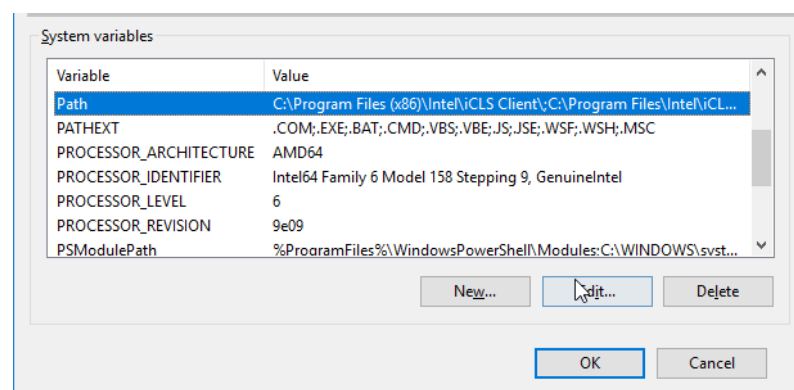 System variables
Variable Value
Path C:\Program Files (x86)\Intel\iCLS Client\;C:\Program Files\Intel\iCL...
PATHEXT .COM;.EXE;.BAT;.CMD;.VBS;.VBE;.JS;.JSE;.WSF;.WSH;.MSC
PROCESSOR_ARCHITECTURE AMD64
PROCESSOR_IDENTIFIER Intel64 Family 6 Model 158 Stepping 9, GenuineIntel
PROCESSOR_LEVEL 6
PROCESSOR_REVISION 9e09
PSModulePath %ProgramFiles%\WindowsPowerShell\Modules;C:\WINDOWS\syst...
New... Edit... Delete
OK Cancel